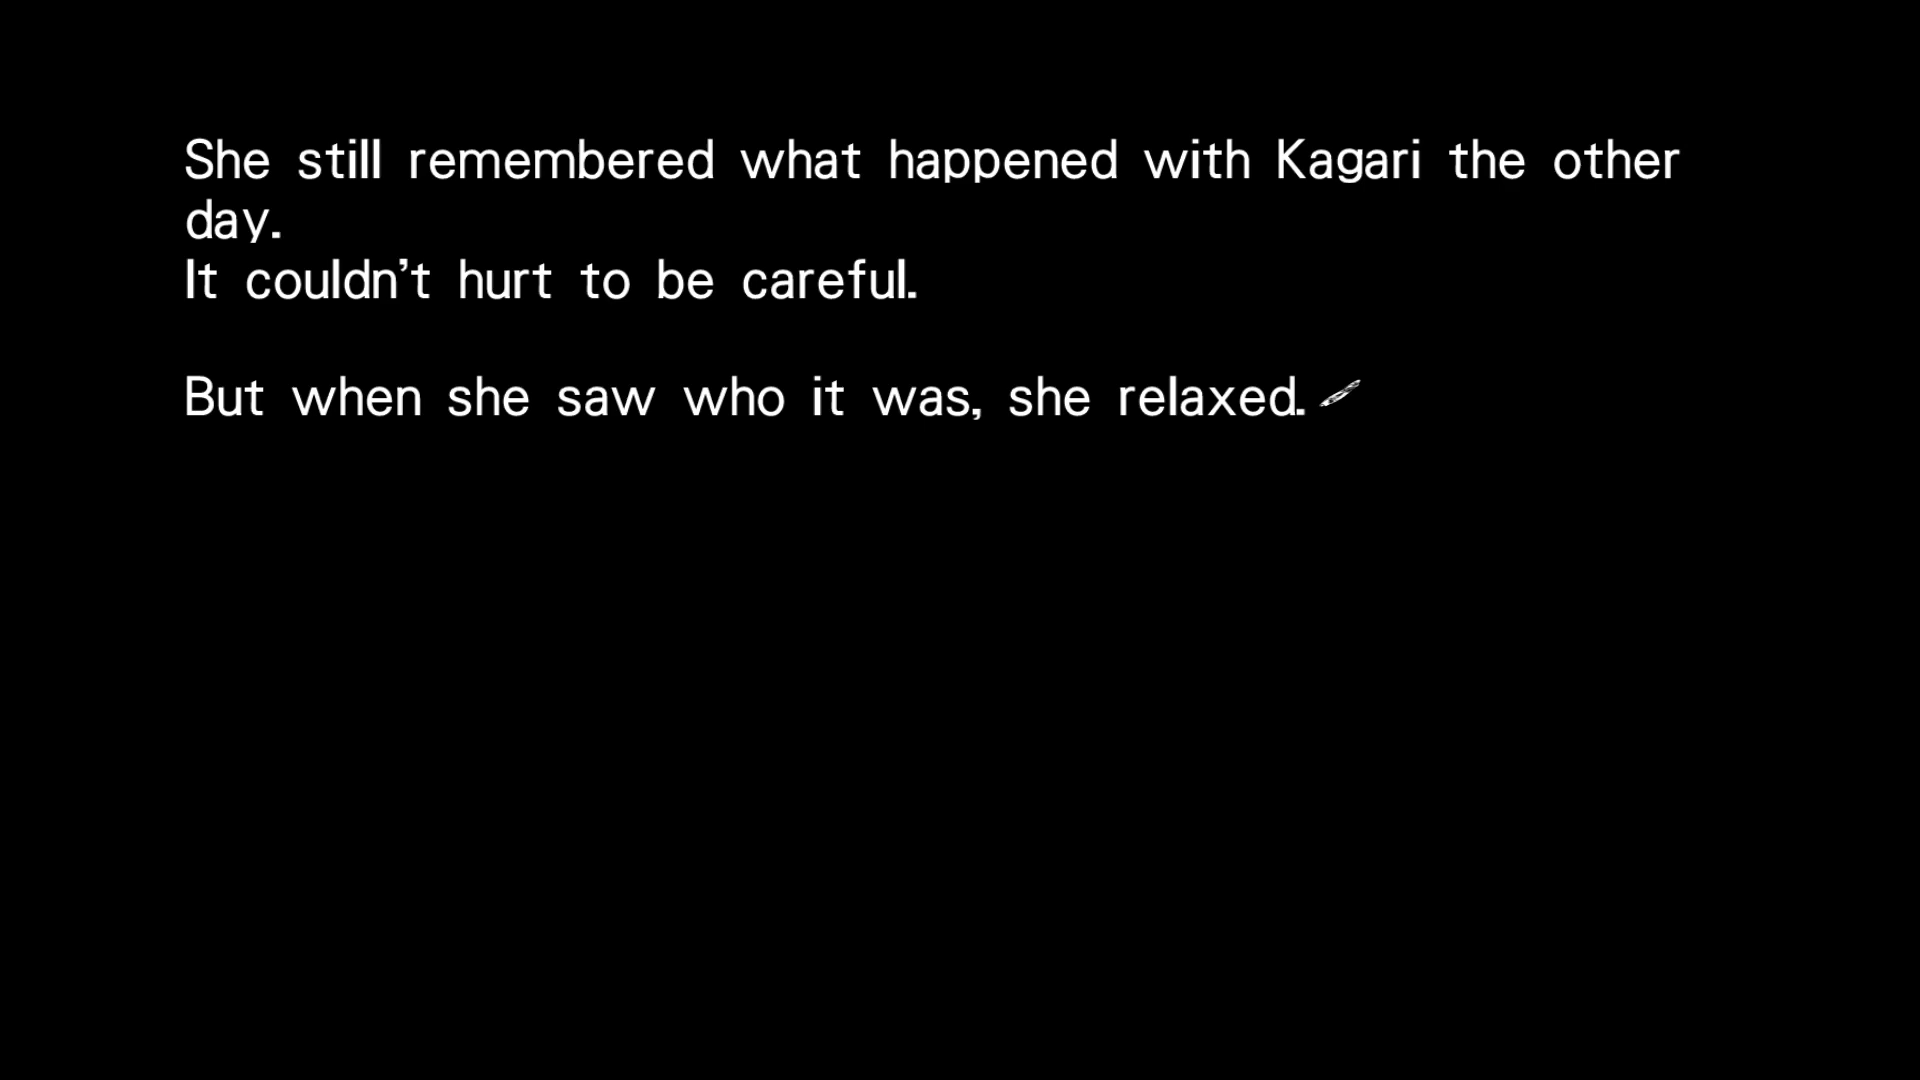 She still remembered what happened with Kagari the other
day.
It couldn’t hurt to be careful.
But when she saw who it was, she relaxed.